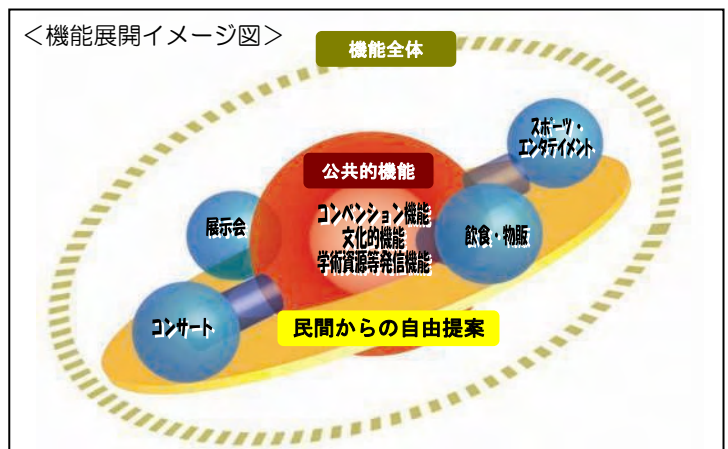 ＜機能展開イメージ図＞
機能全体
スポーツ・
エンタテイメント
公共的機能
コンベンション機能
文化的機能
学術資源等発信機能
展示会
飲食・物販
コンサート
民間からの自由提案